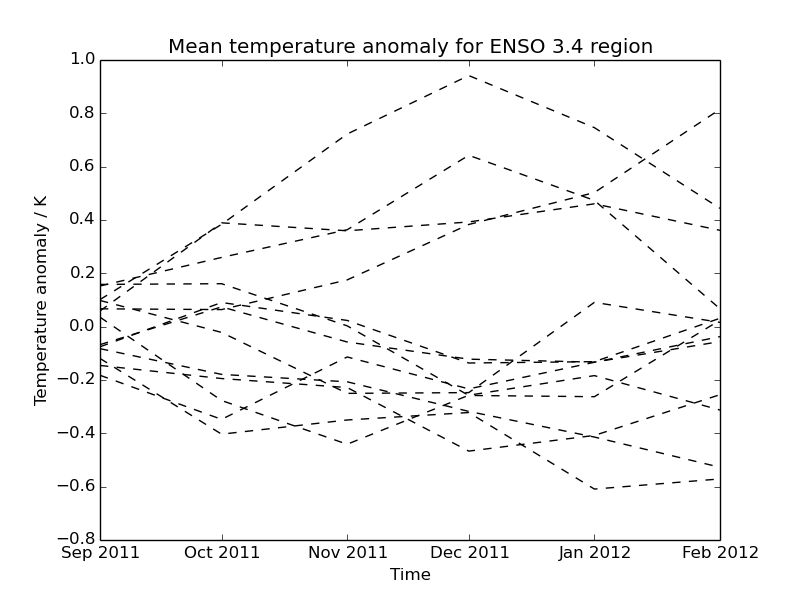 Mean temperature anomaly for ENSO 3.4 region
1.0
0.8
0.6
0.4
0.2
0.0
−0.2
−0.4
−0.6
−0.8
Temperature anomaly / K
Sep 2011 Oct 2011 Nov 2011 Dec 2011 Jan 2012 Feb 2012
Time